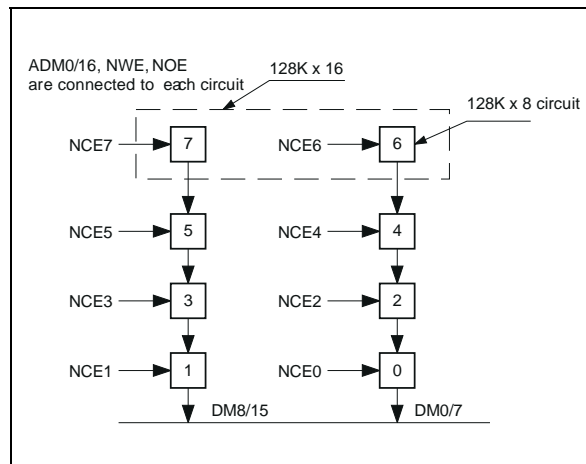 ADM0/16, NWE, NOE
are connected to each circuit
128K x 16
128K x 8 circuit
NCE7
7
NCE6
6
NCE5
5
NCE4
4
NCE3
3
NCE2
2
NCE1
1
NCE0
0
DM8/15
DM0/7